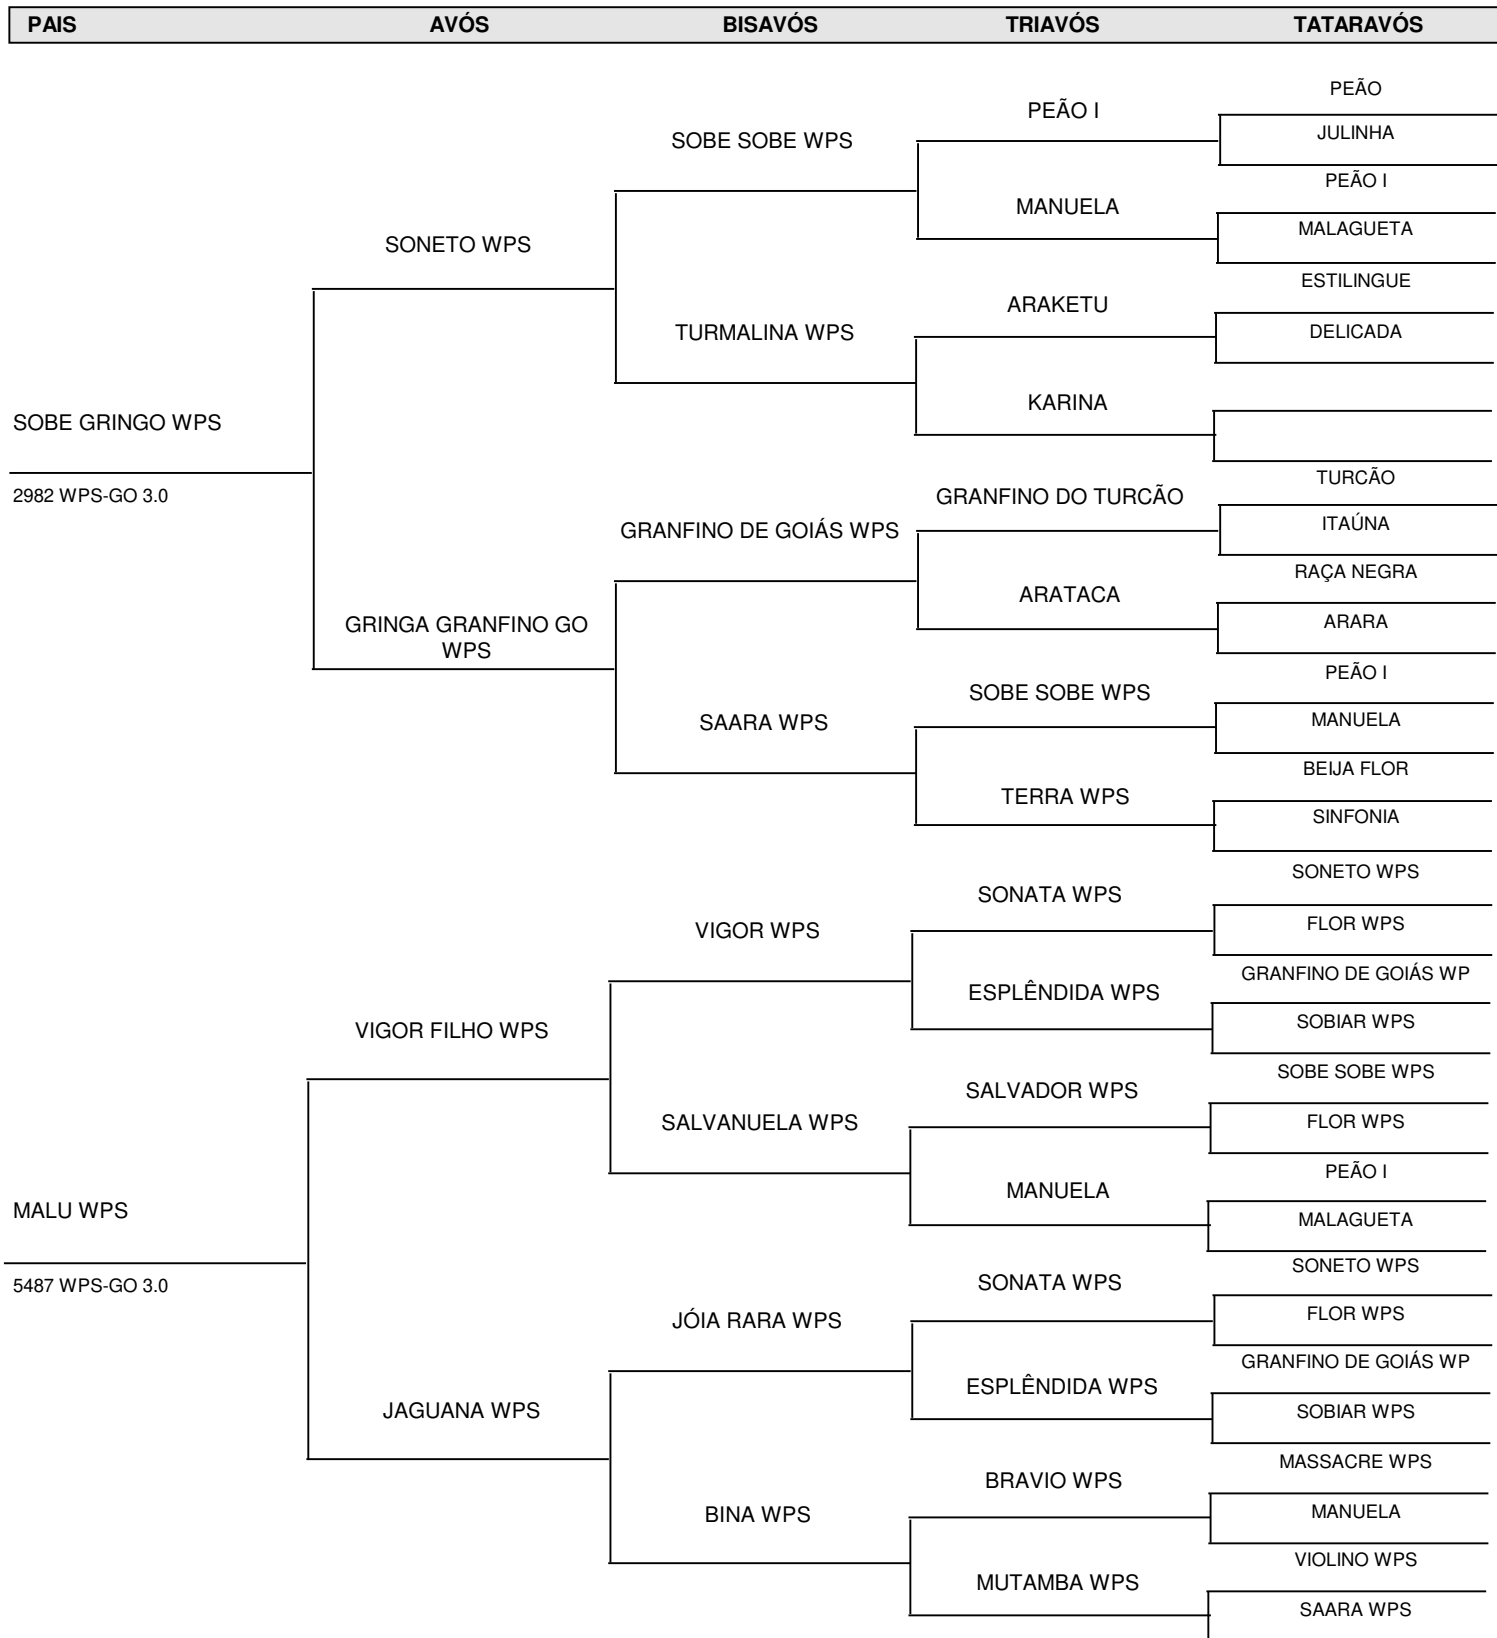 PAIS AVÓS BISAVÓS TRIAVÓS TATARAVÓS
PEÃO
PEÃO I
JULINHA
SOBE SOBE WPS
PEÃO I
MANUELA
MALAGUETA
SONETO WPS
ESTILINGUE
ARAKETU
TURMALINA WPS
DELICADA
KARINA
SOBE GRINGO WPS
2982 WPS-GO 3.0
TURCÃO
GRANFINO DO TURCÃO
GRANFINO DE GOIÁS WPS
ITAÚNA
RAÇA NEGRA
ARATACA
ARARA
GRINGA GRANFINO GO
WPS
PEÃO I
SOBE SOBE WPS
SAARA WPS
MANUELA
BEIJA FLOR
TERRA WPS
SINFONIA
SONETO WPS
SONATA WPS
VIGOR WPS
FLOR WPS
GRANFINO DE GOIÁS WP
ESPLÊNDIDA WPS
SOBIAR WPS
VIGOR FILHO WPS
SOBE SOBE WPS
SALVADOR WPS
SALVANUELA WPS
FLOR WPS
PEÃO I
MANUELA
MALAGUETA
MALU WPS
5487 WPS-GO 3.0
SONETO WPS
SONATA WPS
JÓIA RARA WPS
FLOR WPS
GRANFINO DE GOIÁS WP
ESPLÊNDIDA WPS
SOBIAR WPS
JAGUANA WPS
MASSACRE WPS
BRAVIO WPS
BINA WPS
MANUELA
VIOLINO WPS
MUTAMBA WPS
SAARA WPS